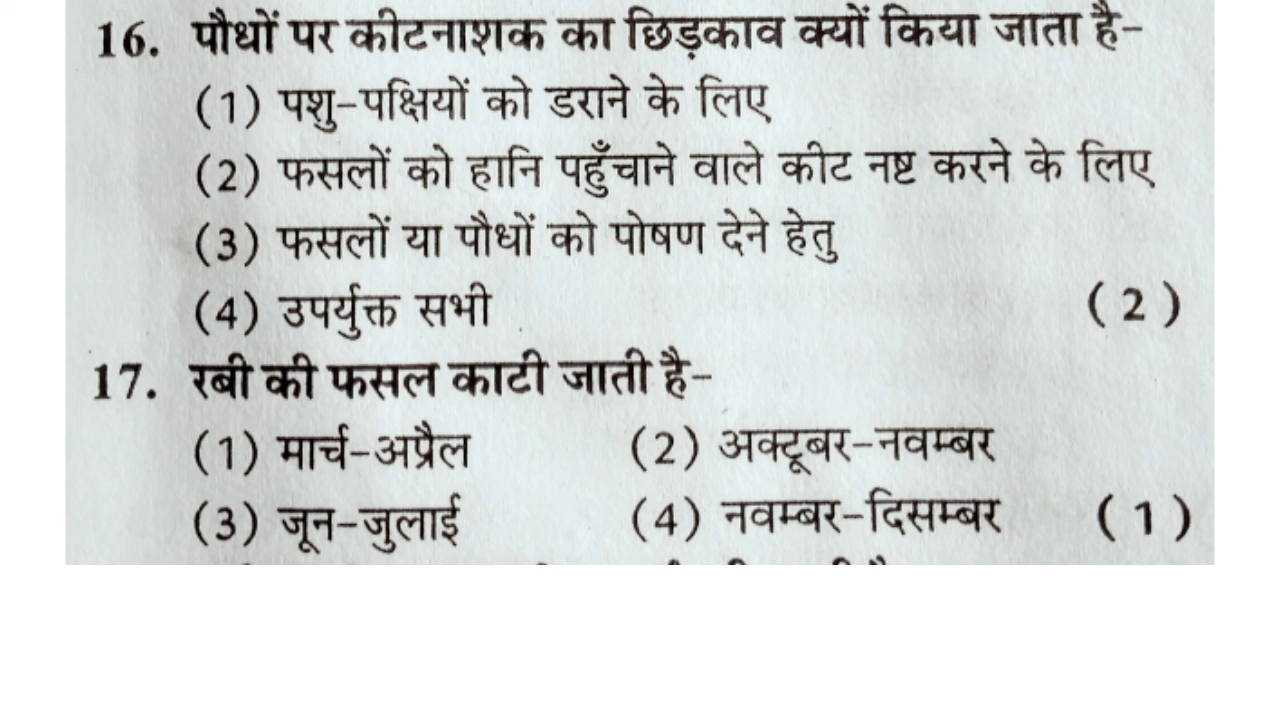 16. पौधों पर कीटनाशक का छिड़काव क्यों किया जाता है-
(1) पशु-पक्षियों को डराने के लिए
(2) फसलों को हानि पहुँचाने वाले कीट नष्ट करने के लिए
(3) फसलों या पौधों को पोषण देने हेतु
(4) उपर्युक्त सभी (2)
17. रबी की फसल काटी जाती है-
(1) मार्च-अप्रैल (2) अक्टूबर-नवम्बर
(3) जून-जुलाई (4) नवम्बर-दिसम्बर (1)